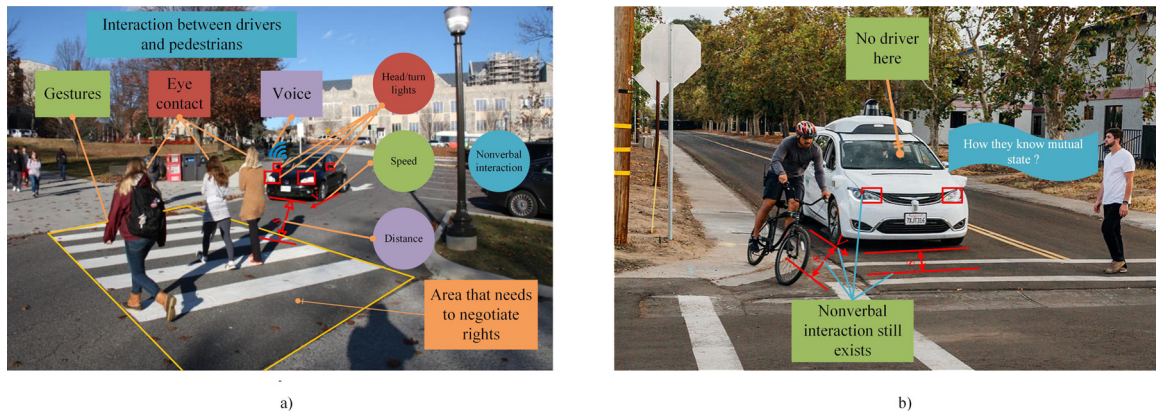 Interaction between drivers
and pedestrians
Gestures
Eye
contact
Voice
Head/turn
lights
Speed
Nonverbal
interaction
Distance
Area that needs
to negotiate
rights
a)
No driver
here
How they know mutual
state ?
Nonverbal
interaction still
exists
b)